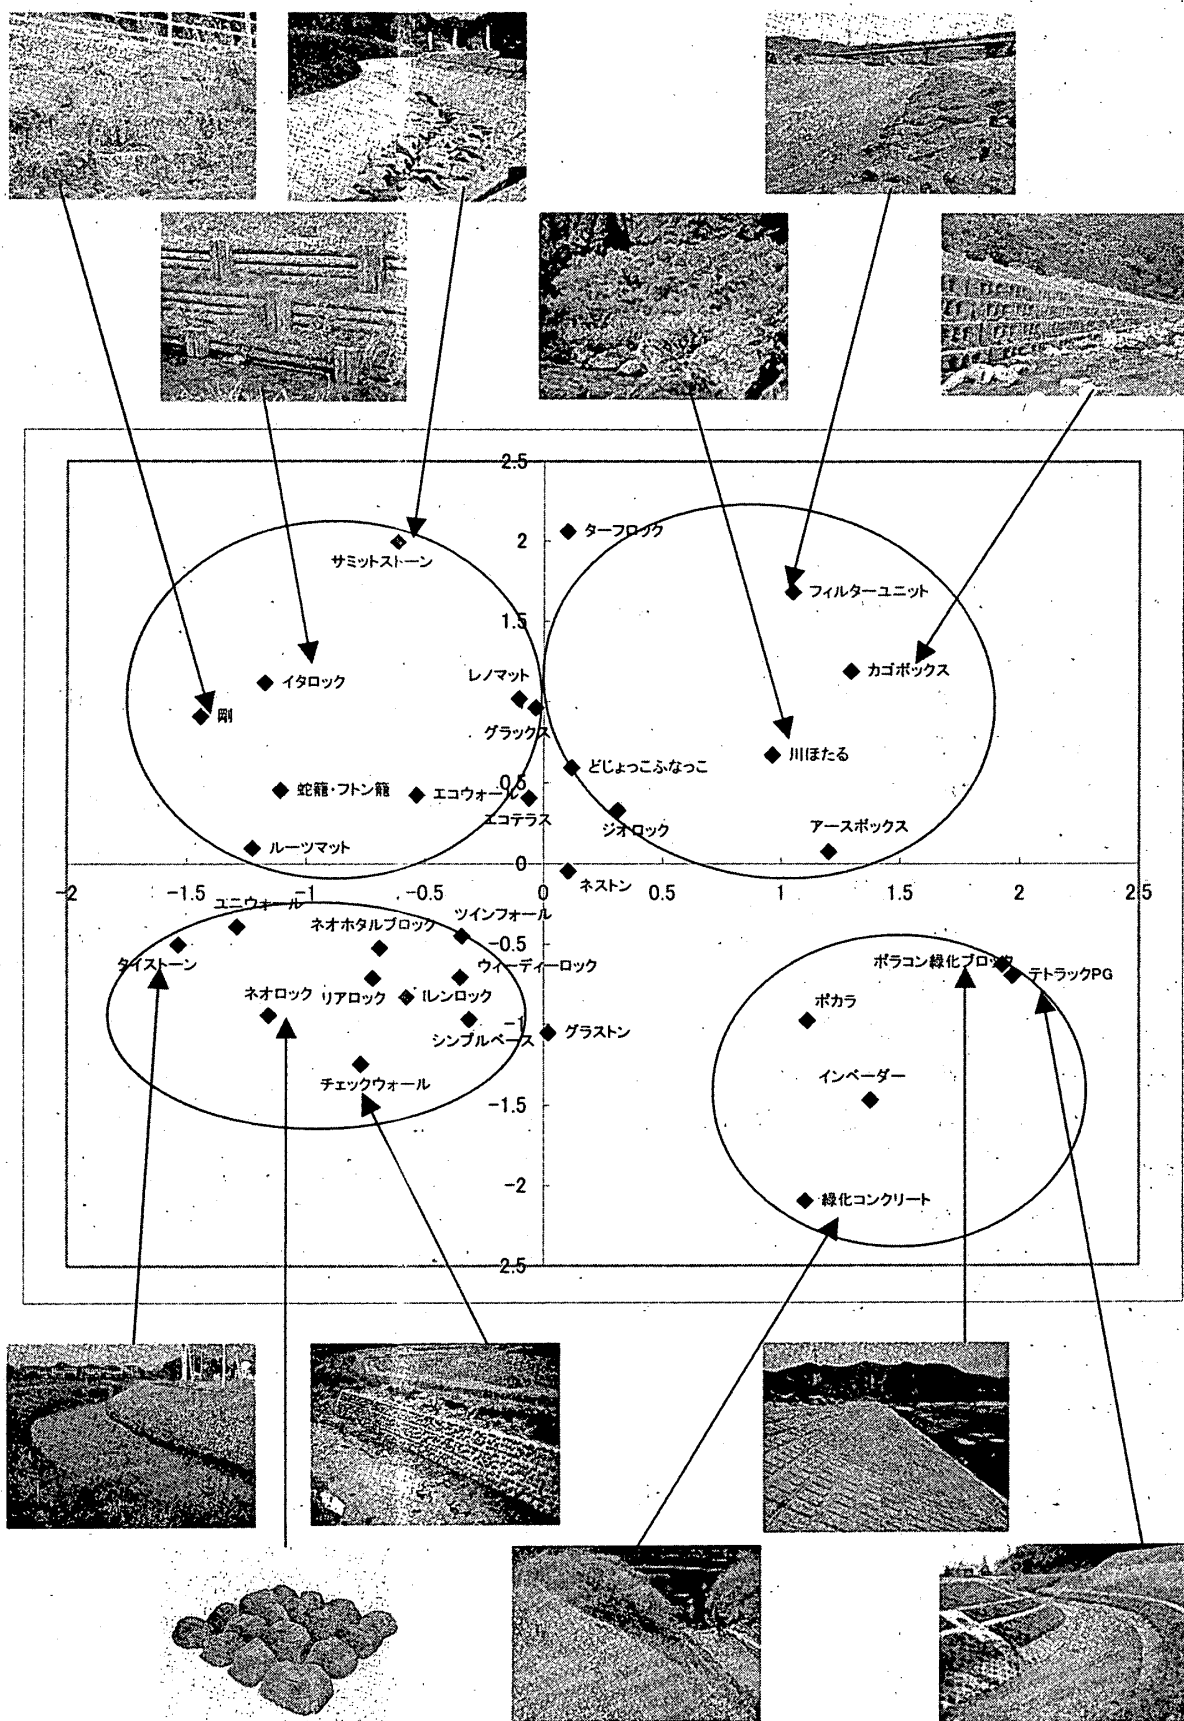 2.5
ターフロック
2
サミットストーン
フィルターユニット
1.5
レノマット
カゴボックス
イタロック
剛
グラックス
川ほたる
どじょっこふなっこ
0.5
蛇籠・フトン籠
エコウォール
エコテラス
ジオロック
アースボックス
ルーツマット
0
-2
-1.5
-1
-0.5
0
0.5
1
1.5
2
25
ネストン
ユニウォール
ネオホタルブロック
ツインフォール
-0.5
タイストーン
ウィーディーロック
ポラコン緑化ブロック
テトラックPG
ネオロック
リアロック
レンロック
ポカラ
-1
シンプルベース
グラストン
チェックウォール
インベーダー
-1.5
-2
緑化コンクリート
2.5